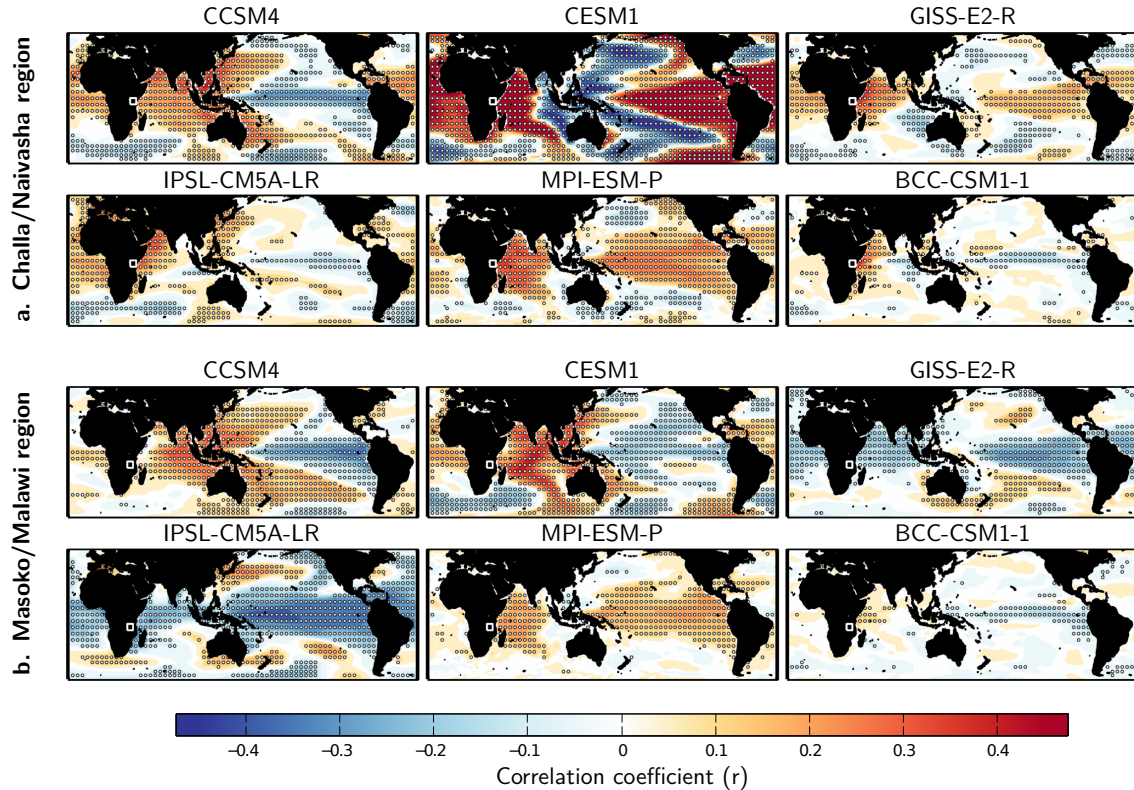 CCSM4 CESM1 GISS-E2-R
a. Challa/Naivasha region
IPSL-CM5A-LR MPI-ESM-P BCC-CSM1-1
CCSM4 CESM1 GISS-E2-R
b. Masoko/Malawi region
IPSL-CM5A-LR MPI-ESM-P BCC-CSM1-1
−0.4 −0.3 −0.2 −0.1 0 0.1 0.2 0.3 0.4
Correlation coefficient (r)